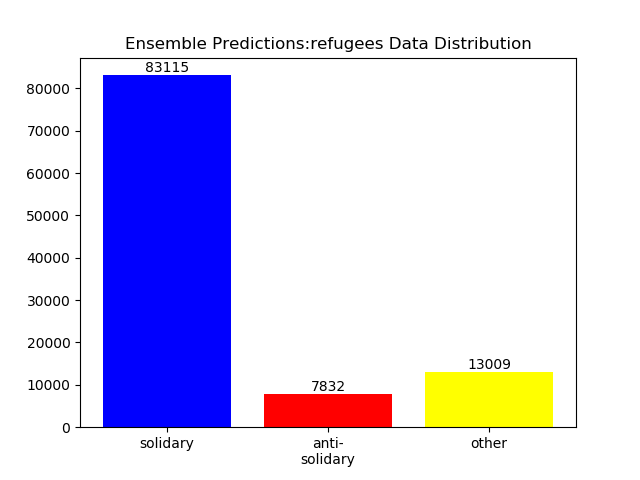 Ensemble Predictions:refugees Data Distribution
83115
80000
70000
60000
50000
40000
30000
20000
13009
10000
7832
0
solidary
anti-
solidary
other